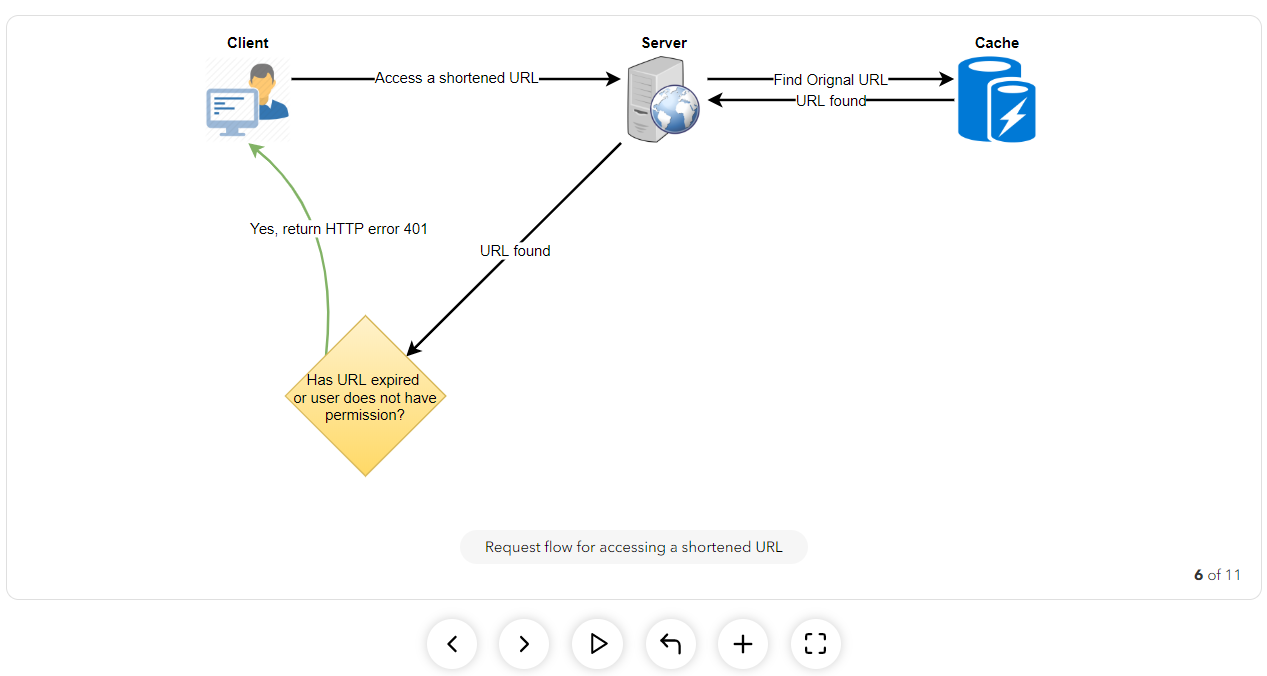 Client
Server
Cache
Access a shortened URL
Find Orignal URL
URL found
Yes, return HTTP error 401
URL found
Has URL expired
or user does not have
permission?
Request flow for accessing a shortened URL
6 of 11